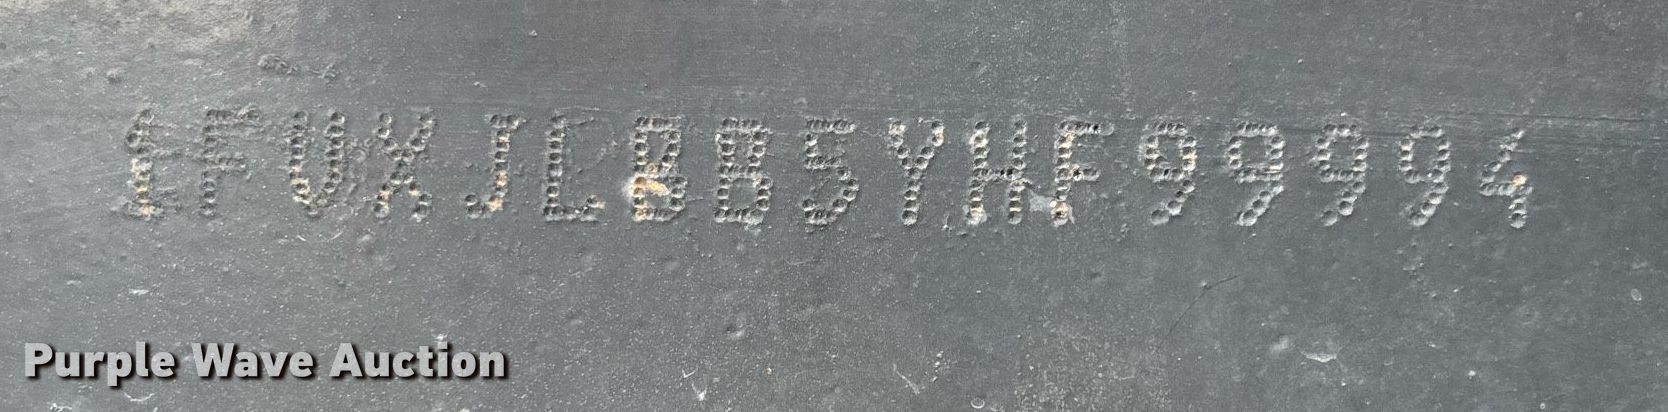 1FVXJLBB5YHF99994
Purple Wave Auction